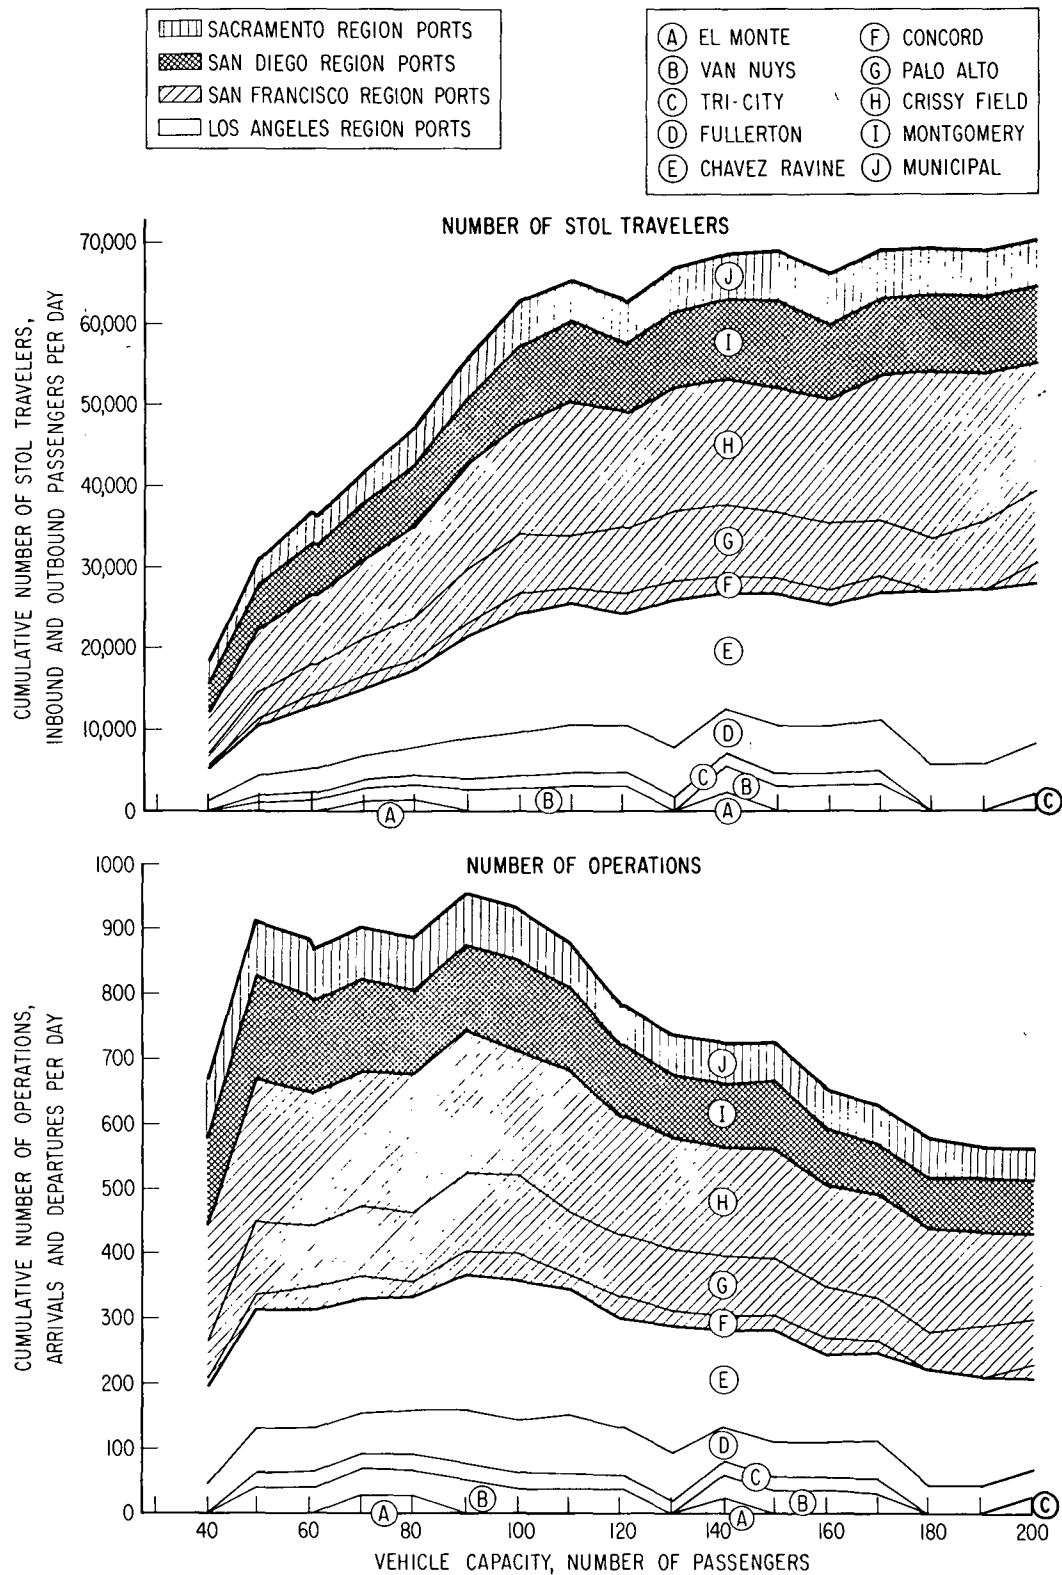 SACRAMENTO REGION PORTS
SAN DIEGO REGION PORTS
SAN FRANCISCO REGION PORTS
LOS ANGELES REGION PORTS
A EL MONTE
B VAN NUYS
C TRI-CITY
D FULLERTON
E CHAVEZ RAVINE
F CONCORD
G PALO ALTO
H CRISSY FIELD
I MONTGOMERY
J MUNICIPAL
NUMBER OF STOL TRAVELERS
CUMULATIVE NUMBER OF STOL TRAVELERS,
INBOUND AND OUTBOUND PASSENGERS PER DAY
70,000
60,000
50,000
40,000
30,000
20,000
10,000
0
J
I
H
G
F
E
D
C
B
A
B
A
C
NUMBER OF OPERATIONS
CUMULATIVE NUMBER OF OPERATIONS,
ARRIVALS AND DEPARTURES PER DAY
1000
900
800
700
600
500
400
300
200
100
0
J
I
H
G
F
E
D
C
B
B
A
A
C
40 60 80 100 120 140 160 180 200
VEHICLE CAPACITY, NUMBER OF PASSENGERS